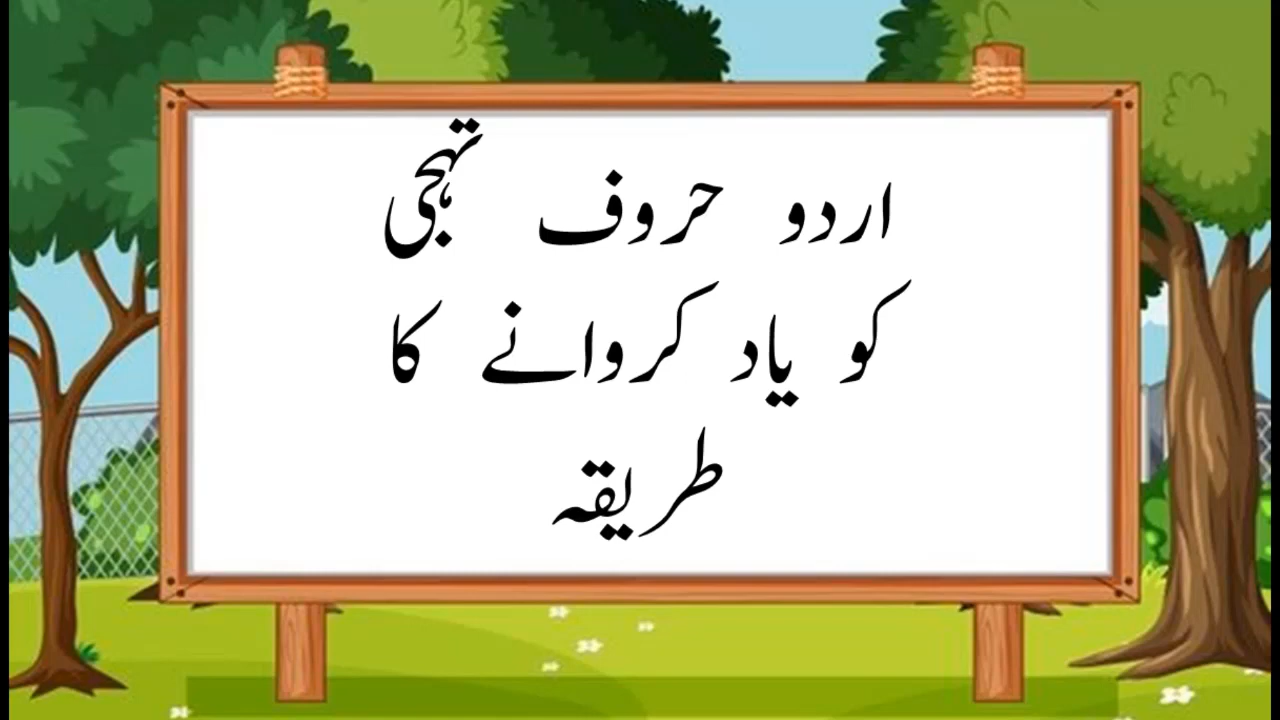 اردو حروف تہجی
کو یاد کروانے کا
طریقہ